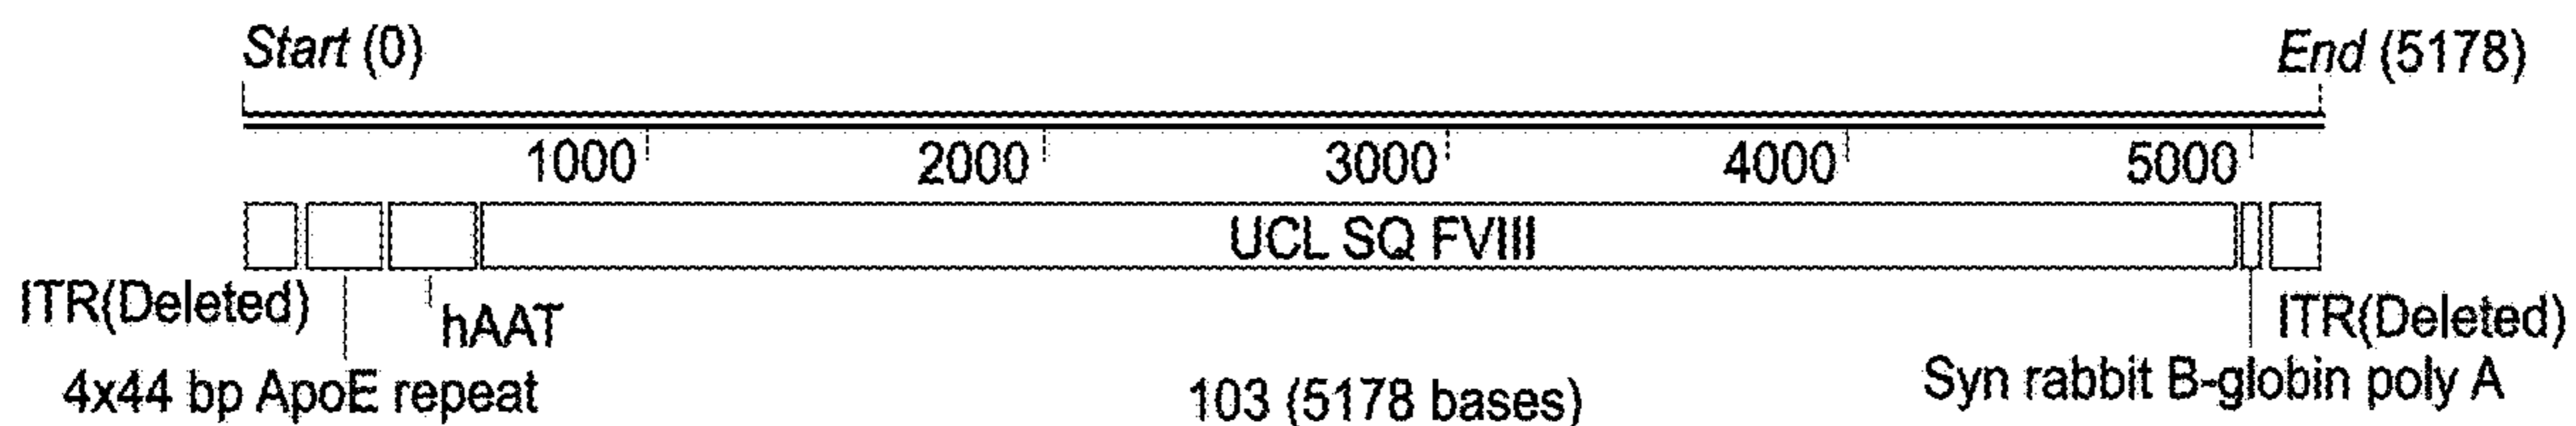 Start (0)
End (5178)
1000
2000
3000
4000
5000
UCL SQ FVIII
ITR(Deleted)
hAAT
ITR(Deleted)
4x44 bp ApoE repeat
103 (5178 bases)
Syn rabbit B-globin poly A